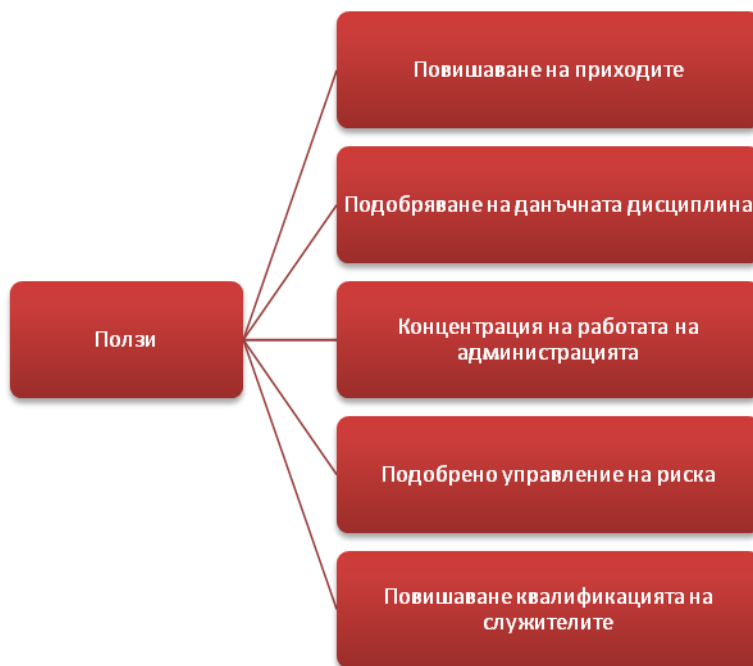 Повишаване на приходите
Подобряване на данъчната дисциплина
Ползи
Концентрация на работата на
администрацията
Подобрено управление на риска
Повишаване квалификацията на
служителите